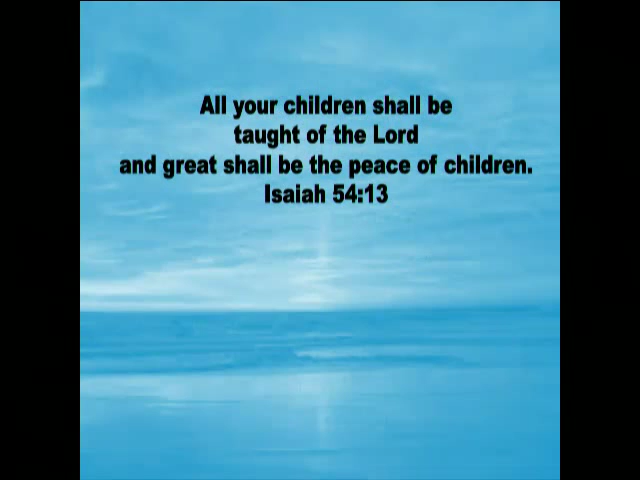 All your children shall be
taught of the Lord
and great shall be the peace of children.
Isaiah 54:13